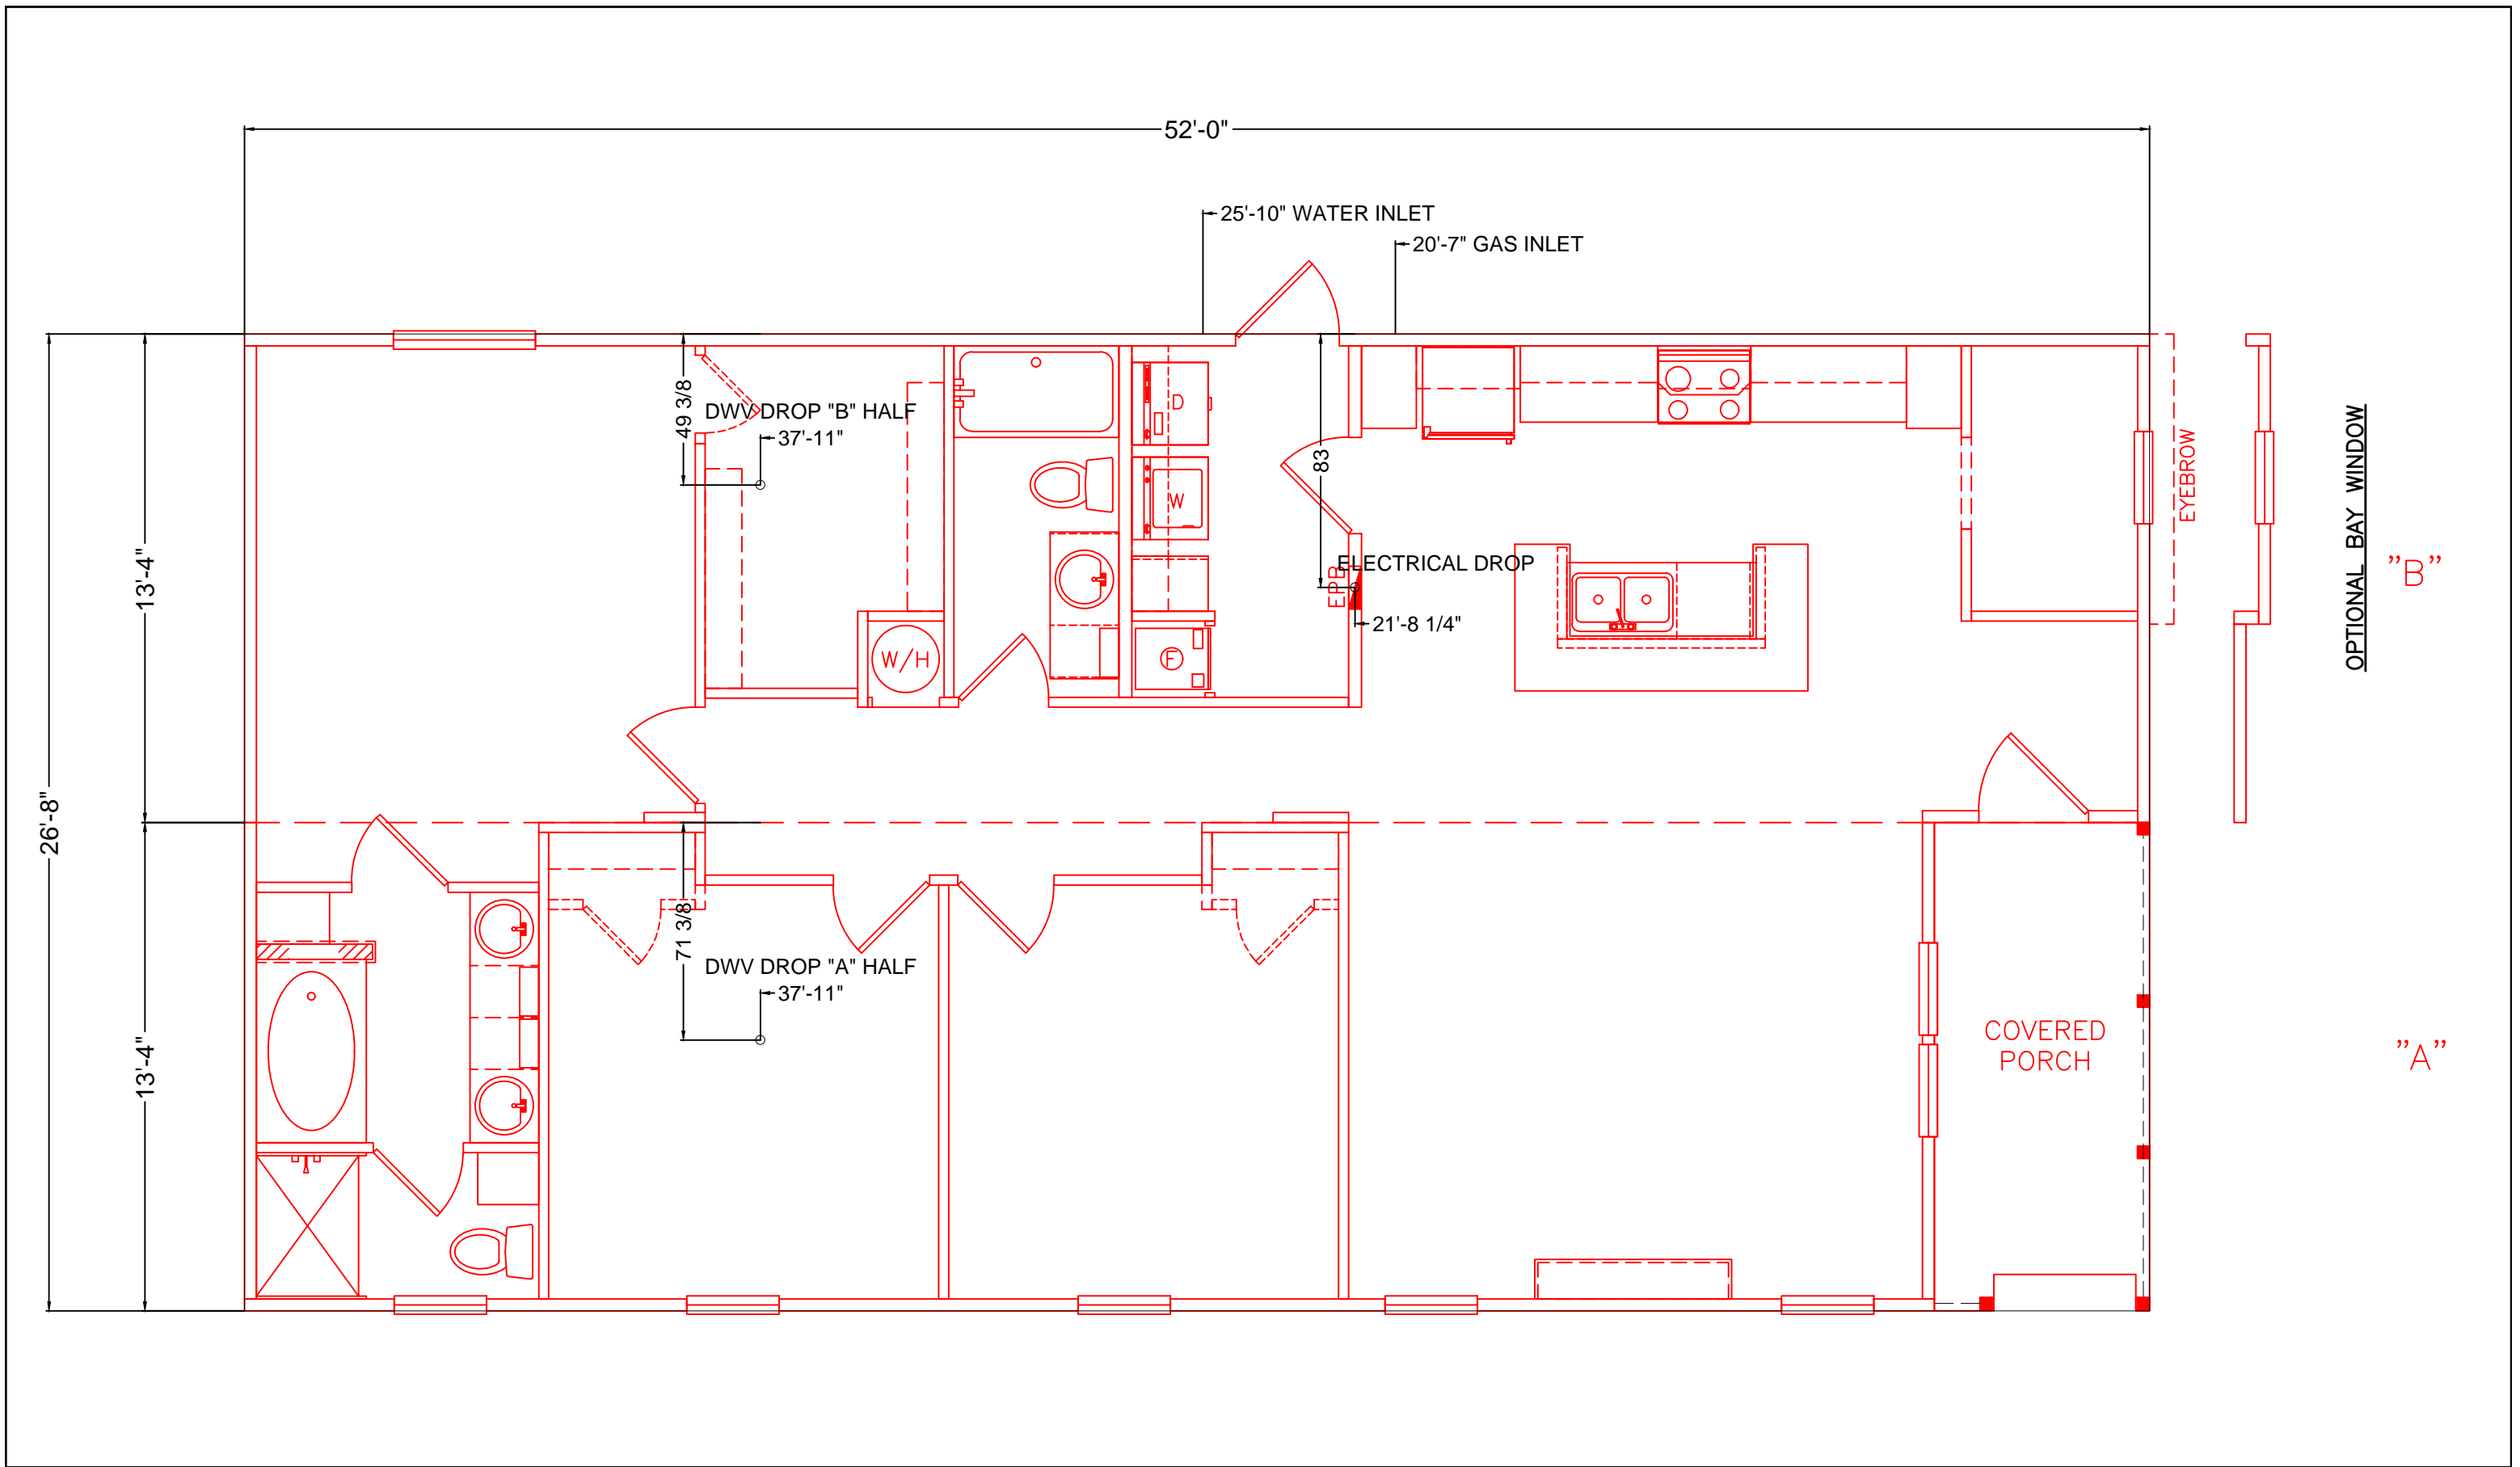 52'-0"
25'-10" WATER INLET
20'-7" GAS INLET
49 3/8
DWV DROP "B" HALF
37'-11"
D
W
83
ELECTRICAL DROP
EPB
21'-8 1/4"
W/H
F
EYEBROW
OPTIONAL BAY WINDOW
"B"
13'-4"
26'-8"
13'-4"
71 3/8
DWV DROP "A" HALF
37'-11"
COVERED
PORCH
"A"